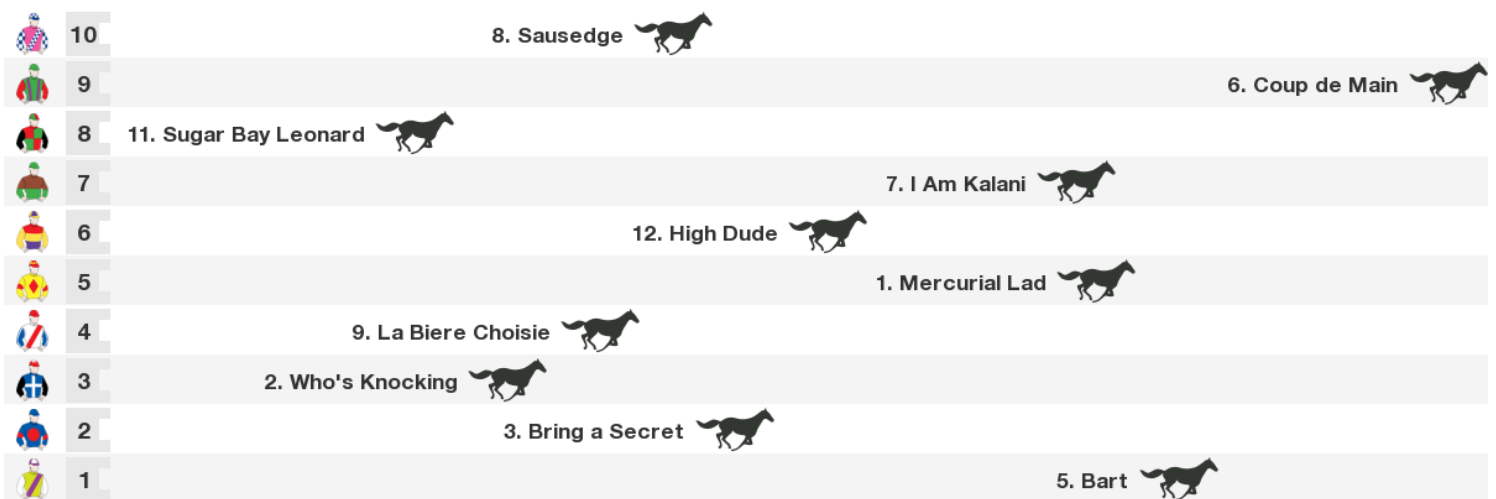 10 8. Sausedge
9 6. Coup de Main
8 11. Sugar Bay Leonard
7 7. I Am Kalani
6 12. High Dude
5 1. Mercurial Lad
4 9. La Biere Choisie
3 2. Who's Knocking
2 3. Bring a Secret
1 5. Bart